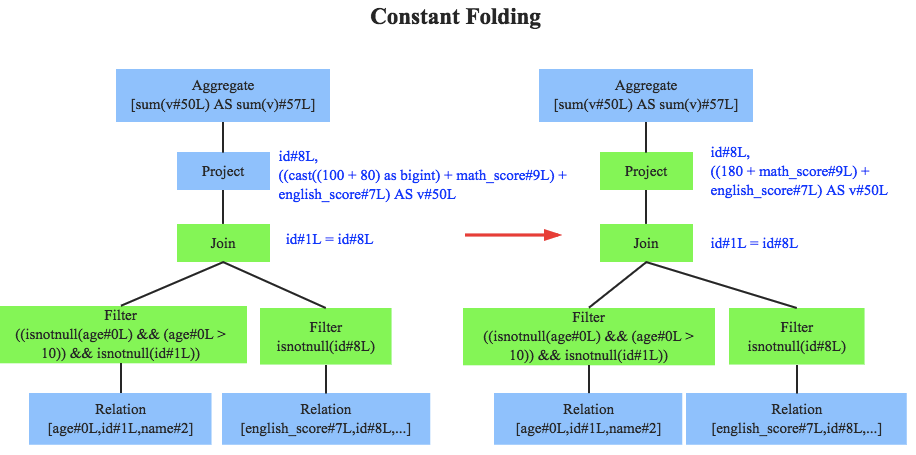 Constant Folding
Aggregate
[sum(v#50L) AS sum(v)#57L]
Project
id#8L,
((cast((100 + 80) as bigint) + math_score#9L) +
english_score#7L) AS v#50L
Join
id#1L = id#8L
Filter
((isnotnull(age#0L) && (age#0L >
10)) && isnotnull(id#1L))
Filter
isnotnull(id#8L)
Relation
[age#0L,id#1L,name#2]
Relation
[english_score#7L,id#8L,...]
Aggregate
[sum(v#50L) AS sum(v)#57L]
Project
id#8L,
((180 + math_score#9L) +
english_score#7L) AS v#50L
Join
id#1L = id#8L
Filter
((isnotnull(age#0L) && (age#0L >
10)) && isnotnull(id#1L))
Filter
isnotnull(id#8L)
Relation
[age#0L,id#1L,name#2]
Relation
[english_score#7L,id#8L,...]